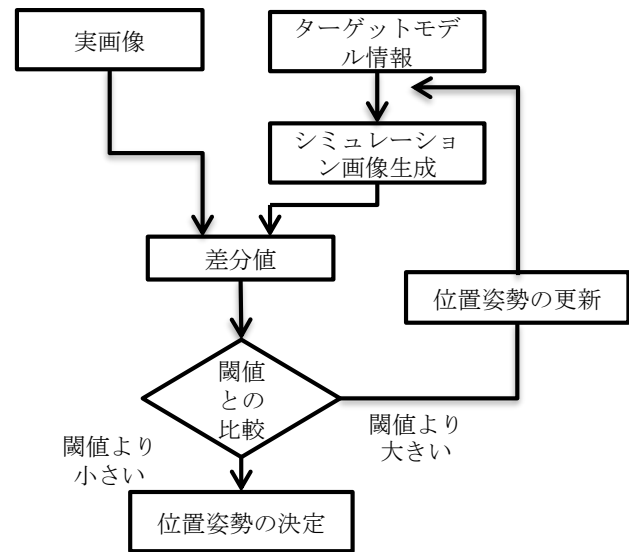 実画像
ターゲットモデ
ル情報
シミュレーショ
ン画像生成
差分値
位置姿勢の更新
閾値
との
比較
閾値より
大きい
閾値より
小さい
位置姿勢の決定